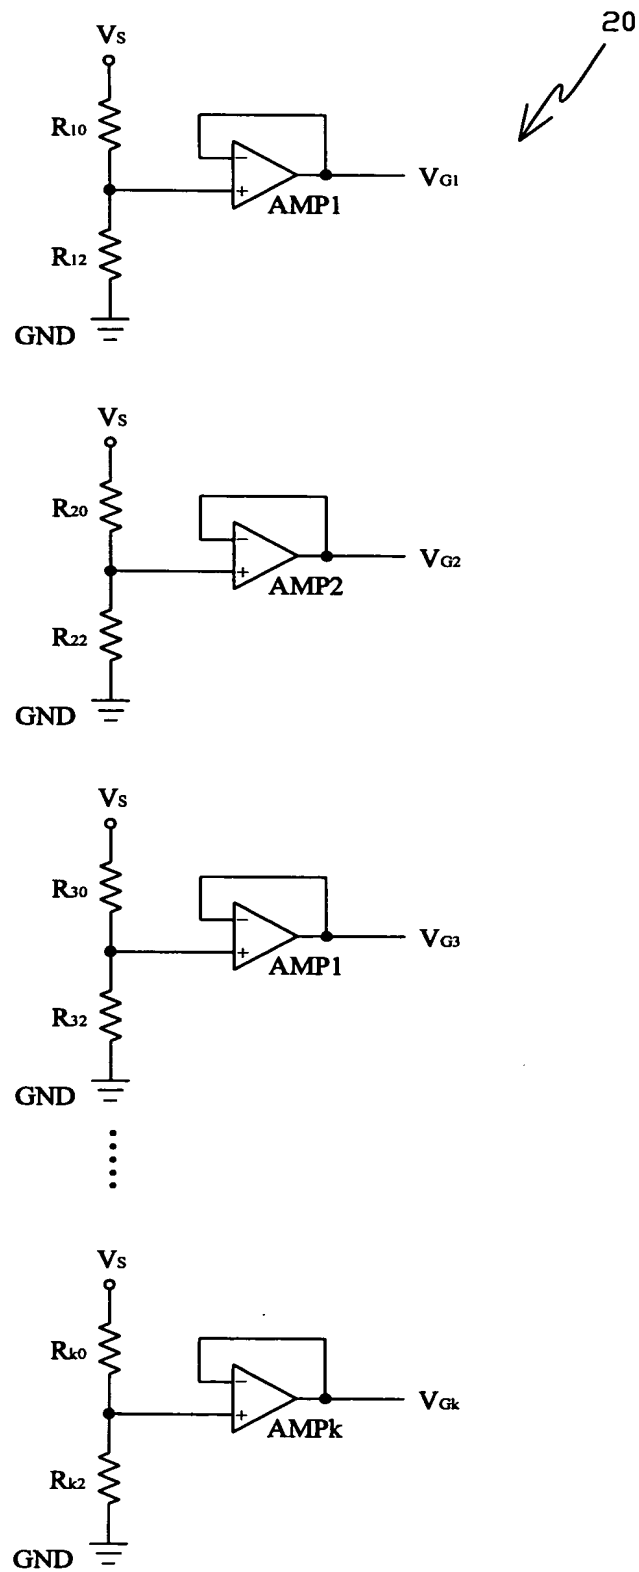 20
Vs
R10
−
+
AMP1
VG1
R12
GND
Vs
R20
−
+
AMP2
VG2
R22
GND
Vs
R30
−
+
AMP1
VG3
R32
GND
Vs
Rk0
−
+
AMPk
VGk
Rk2
GND